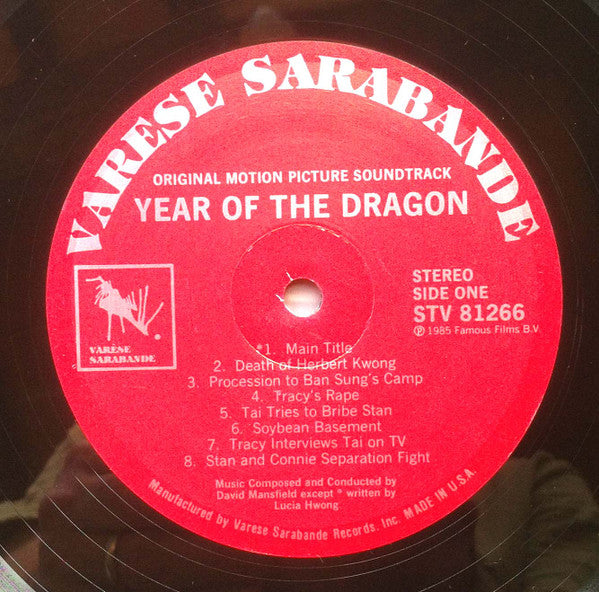 VARESE SARABANDE
ORIGINAL MOTION PICTURE SOUNDTRACK
YEAR OF THE DRAGON
STEREO
SIDE ONE
STV 81266
Ⓟ 1985 Famous Films B.V.
VARÈSE
SARABANDE
*1. Main Title
2. Death of Herbert Kwong
3. Procession to Ban Sung's Camp
4. Tracy's Rape
5. Tai Tries to Bribe Stan
6. Soybean Basement
7. Tracy Interviews Tai on TV
8. Stan and Connie Separation Fight
Music Composed and Conducted by
David Mansfield except * written by
Lucia Hwong
Manufactured by Varese Sarabande Records, Inc. MADE IN U.S.A.